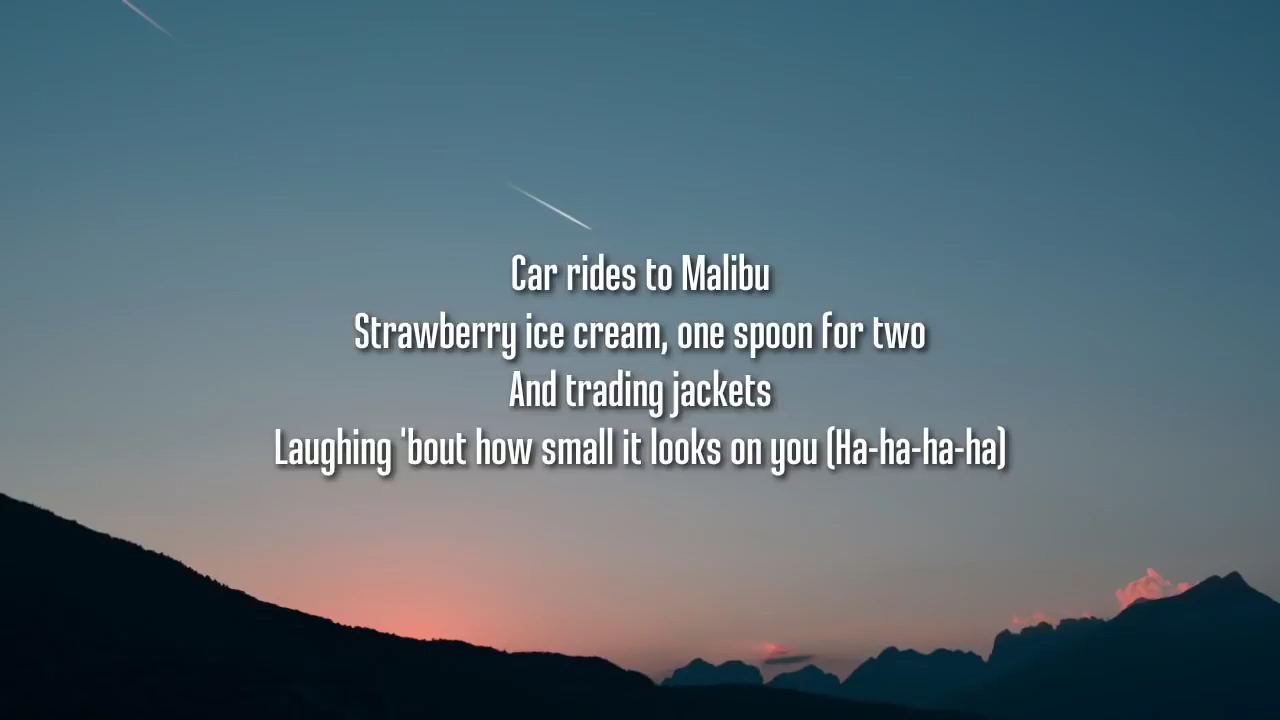 Car rides to Malibu
Strawberry ice cream, one spoon for two
And trading jackets
Laughing 'bout how small it looks on you (Ha-ha-ha-ha)